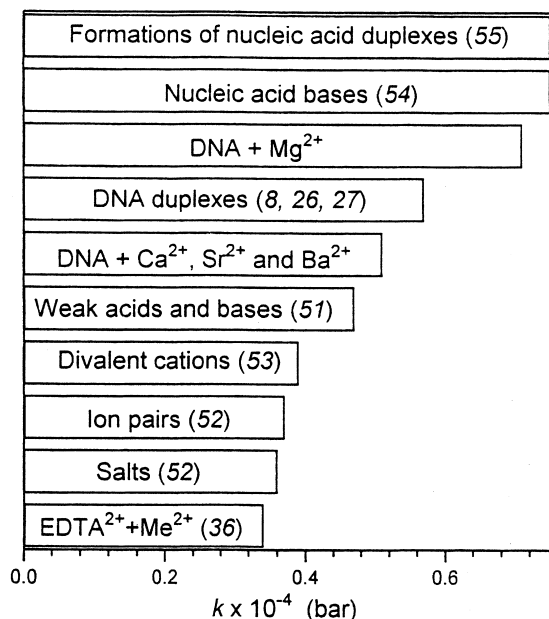 Formations of nucleic acid duplexes (55)
Nucleic acid bases (54)
DNA + Mg²⁺
DNA duplexes (8, 26, 27)
DNA + Ca²⁺, Sr²⁺ and Ba²⁺
Weak acids and bases (51)
Divalent cations (53)
Ion pairs (52)
Salts (52)
EDTA²⁺+Me²⁺ (36)
0.0 0.2 0.4 0.6
k x 10⁻⁴ (bar)